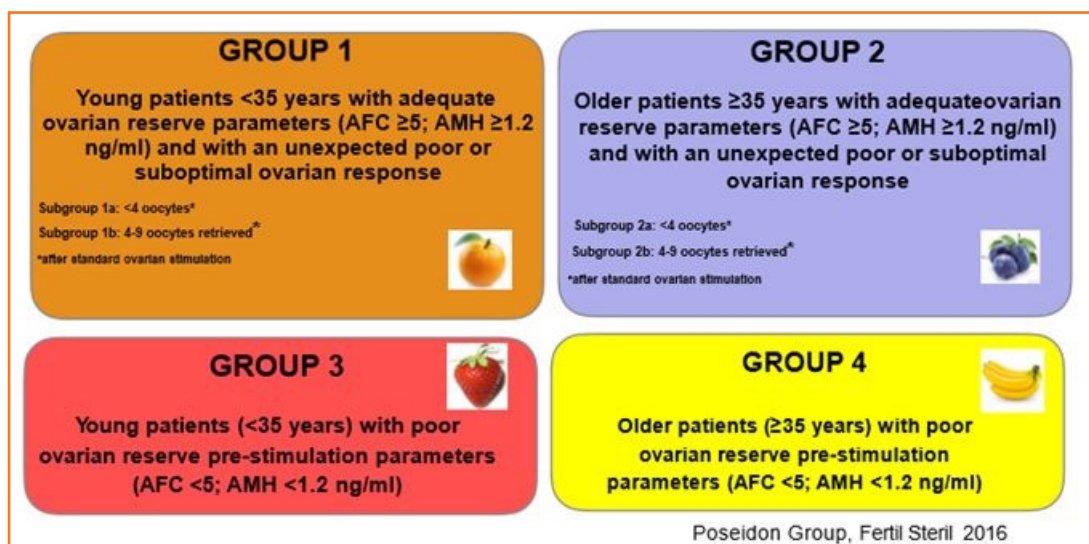 GROUP 1
Young patients <35 years with adequate
ovarian reserve parameters (AFC ≥5; AMH ≥1.2
ng/ml) and with an unexpected poor or
suboptimal ovarian response
Subgroup 1a: <4 oocytes*
Subgroup 1b: 4-9 oocytes retrieved*
*after standard ovarian stimulation
GROUP 2
Older patients ≥35 years with adequateovarian
reserve parameters (AFC ≥5; AMH ≥1.2 ng/ml)
and with an unexpected poor or suboptimal
ovarian response
Subgroup 2a: <4 oocytes*
Subgroup 2b: 4-9 oocytes retrieved*
*after standard ovarian stimulation
GROUP 3
Young patients (<35 years) with poor
ovarian reserve pre-stimulation parameters
(AFC <5; AMH <1.2 ng/ml)
GROUP 4
Older patients (≥35 years) with poor
ovarian reserve pre-stimulation
parameters (AFC <5; AMH <1.2 ng/ml)
Poseidon Group, Fertil Steril 2016